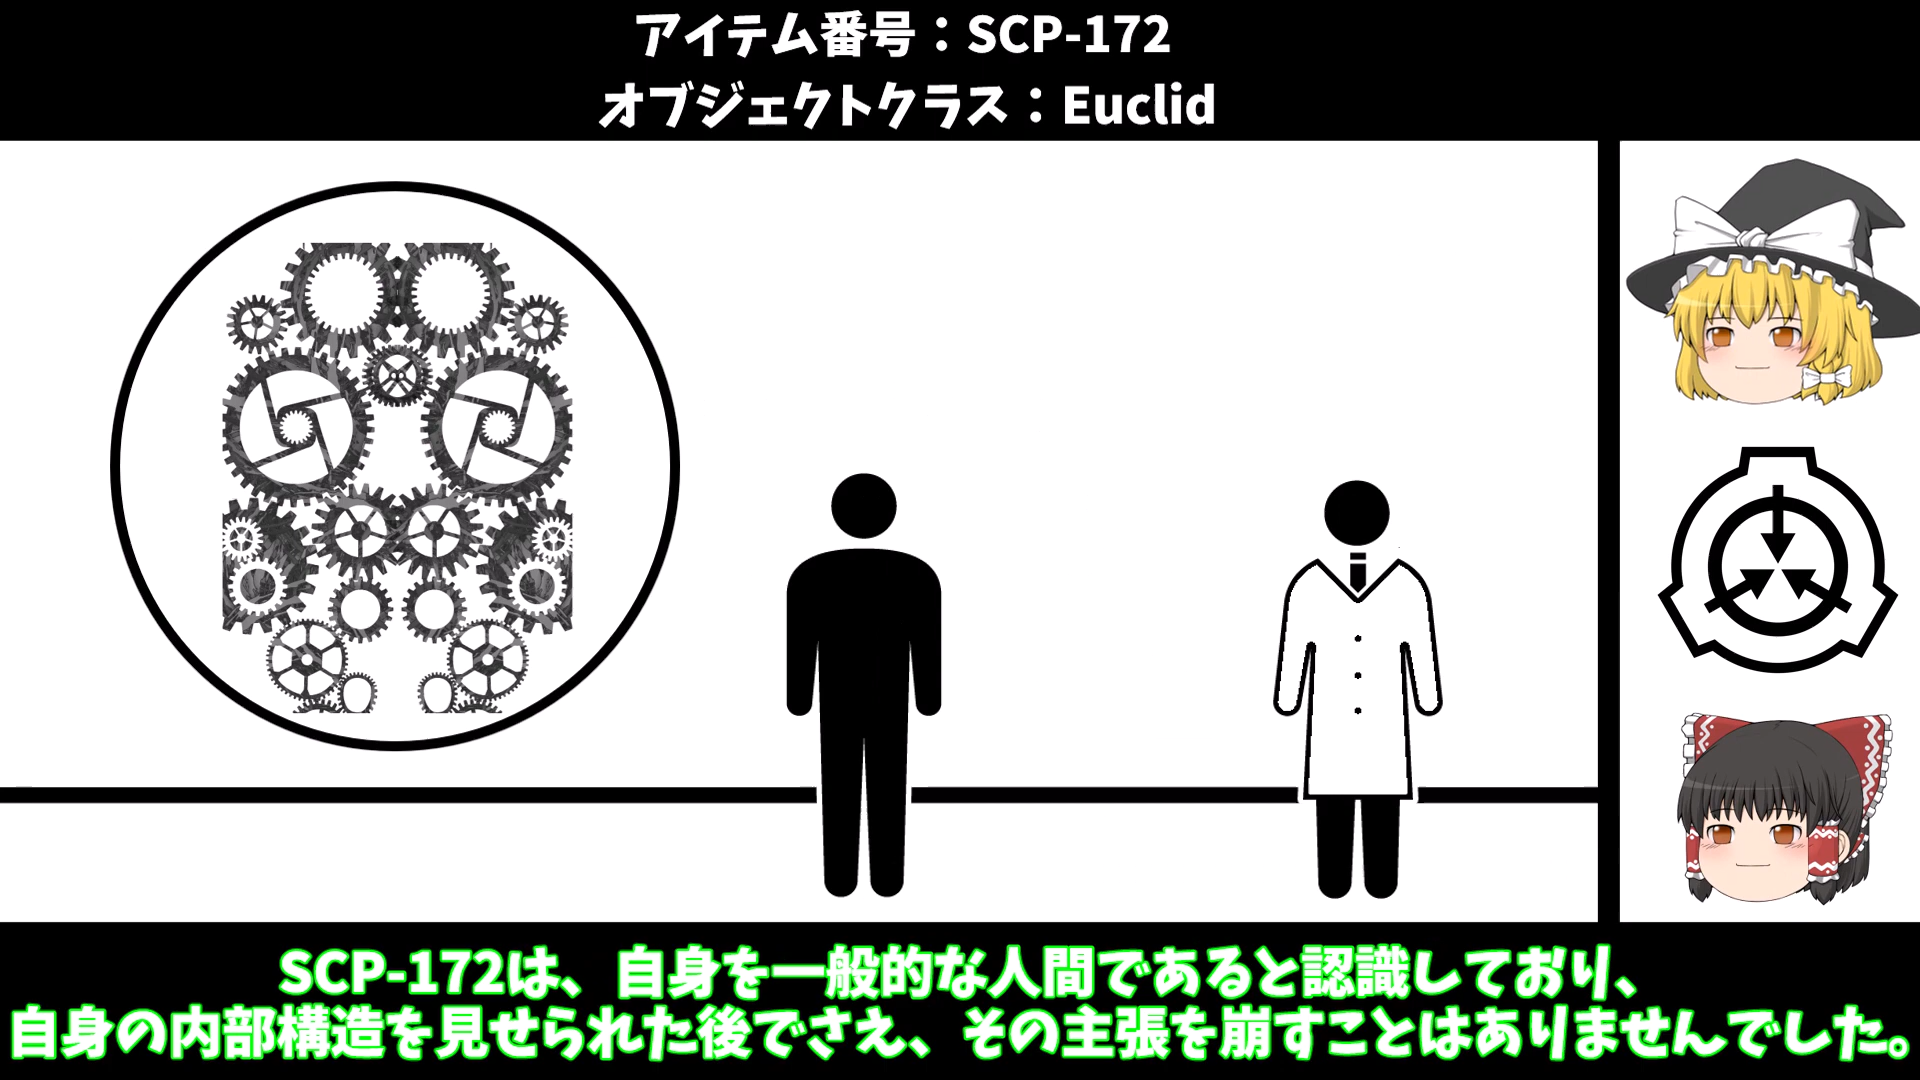 アイテム番号：SCP-172
オブジェクトクラス：Euclid
SCP-172は、自身を一般的な人間であると認識しており、
自身の内部構造を見せられた後でさえ、その主張を崩すことはありませんでした。